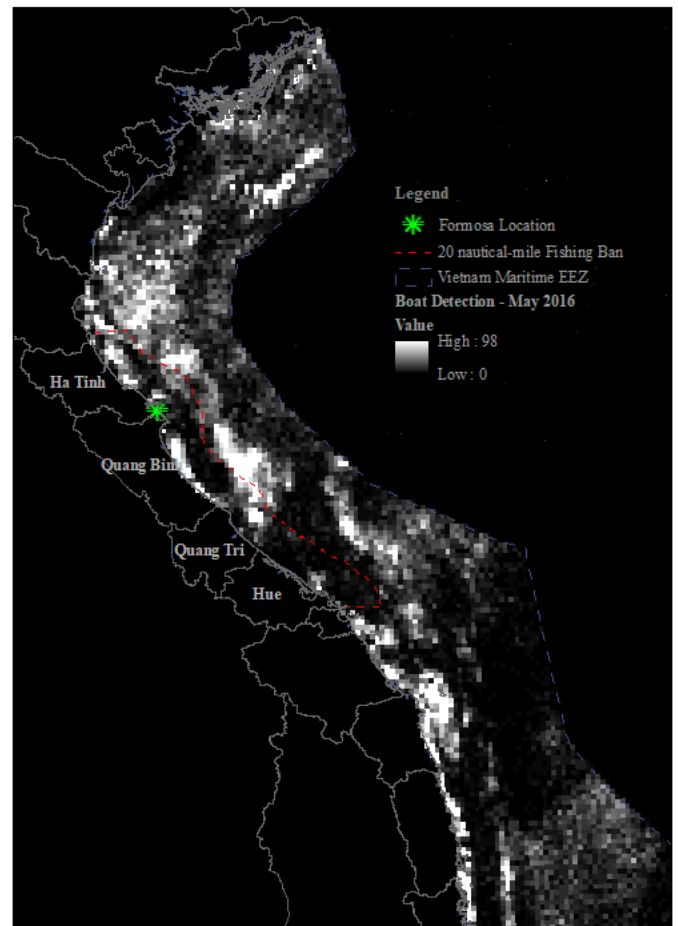 Legend
Formosa Location
20 nautical-mile Fishing Ban
Vietnam Maritime EEZ
Boat Detection - May 2016
Value
High : 98
Low : 0
Ha Tinh
Quang Binh
Quang Tri
Hue